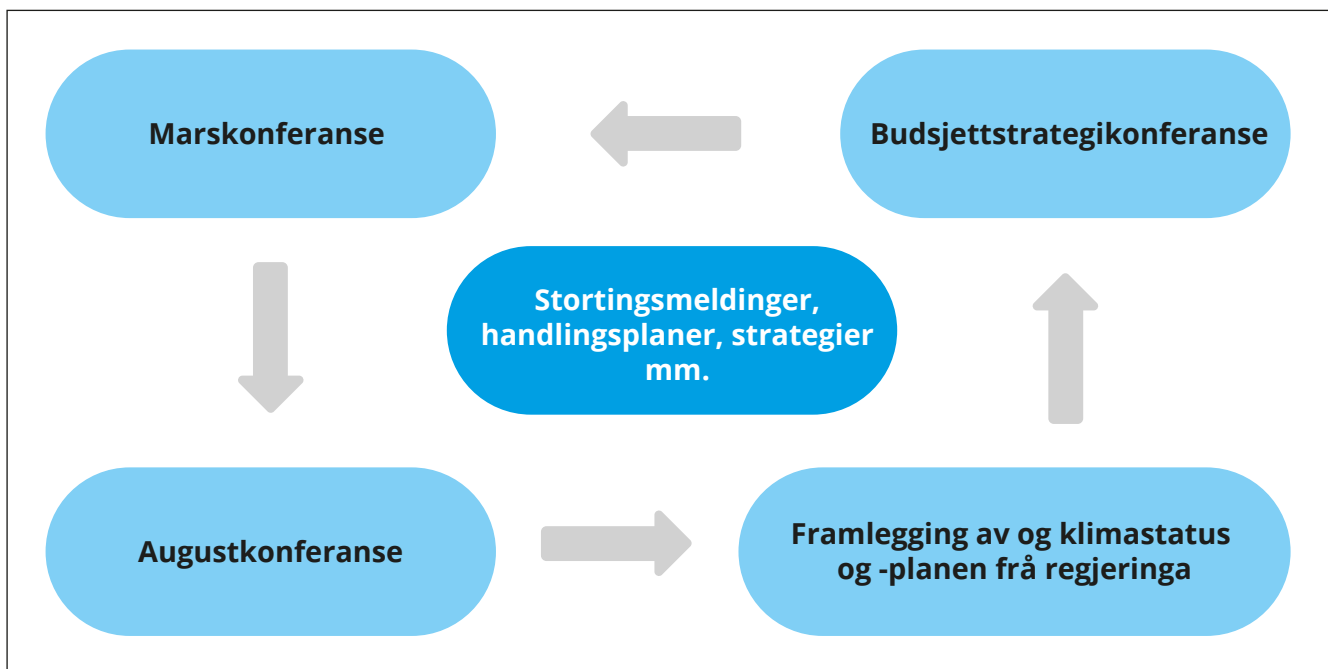 Marskonferanse
Budsjettstrategikonferanse
Stortingsmeldinger,
handlingsplaner, strategier
mm.
Augustkonferanse
Framlegging av og klimastatus
og -planen frå regjeringa